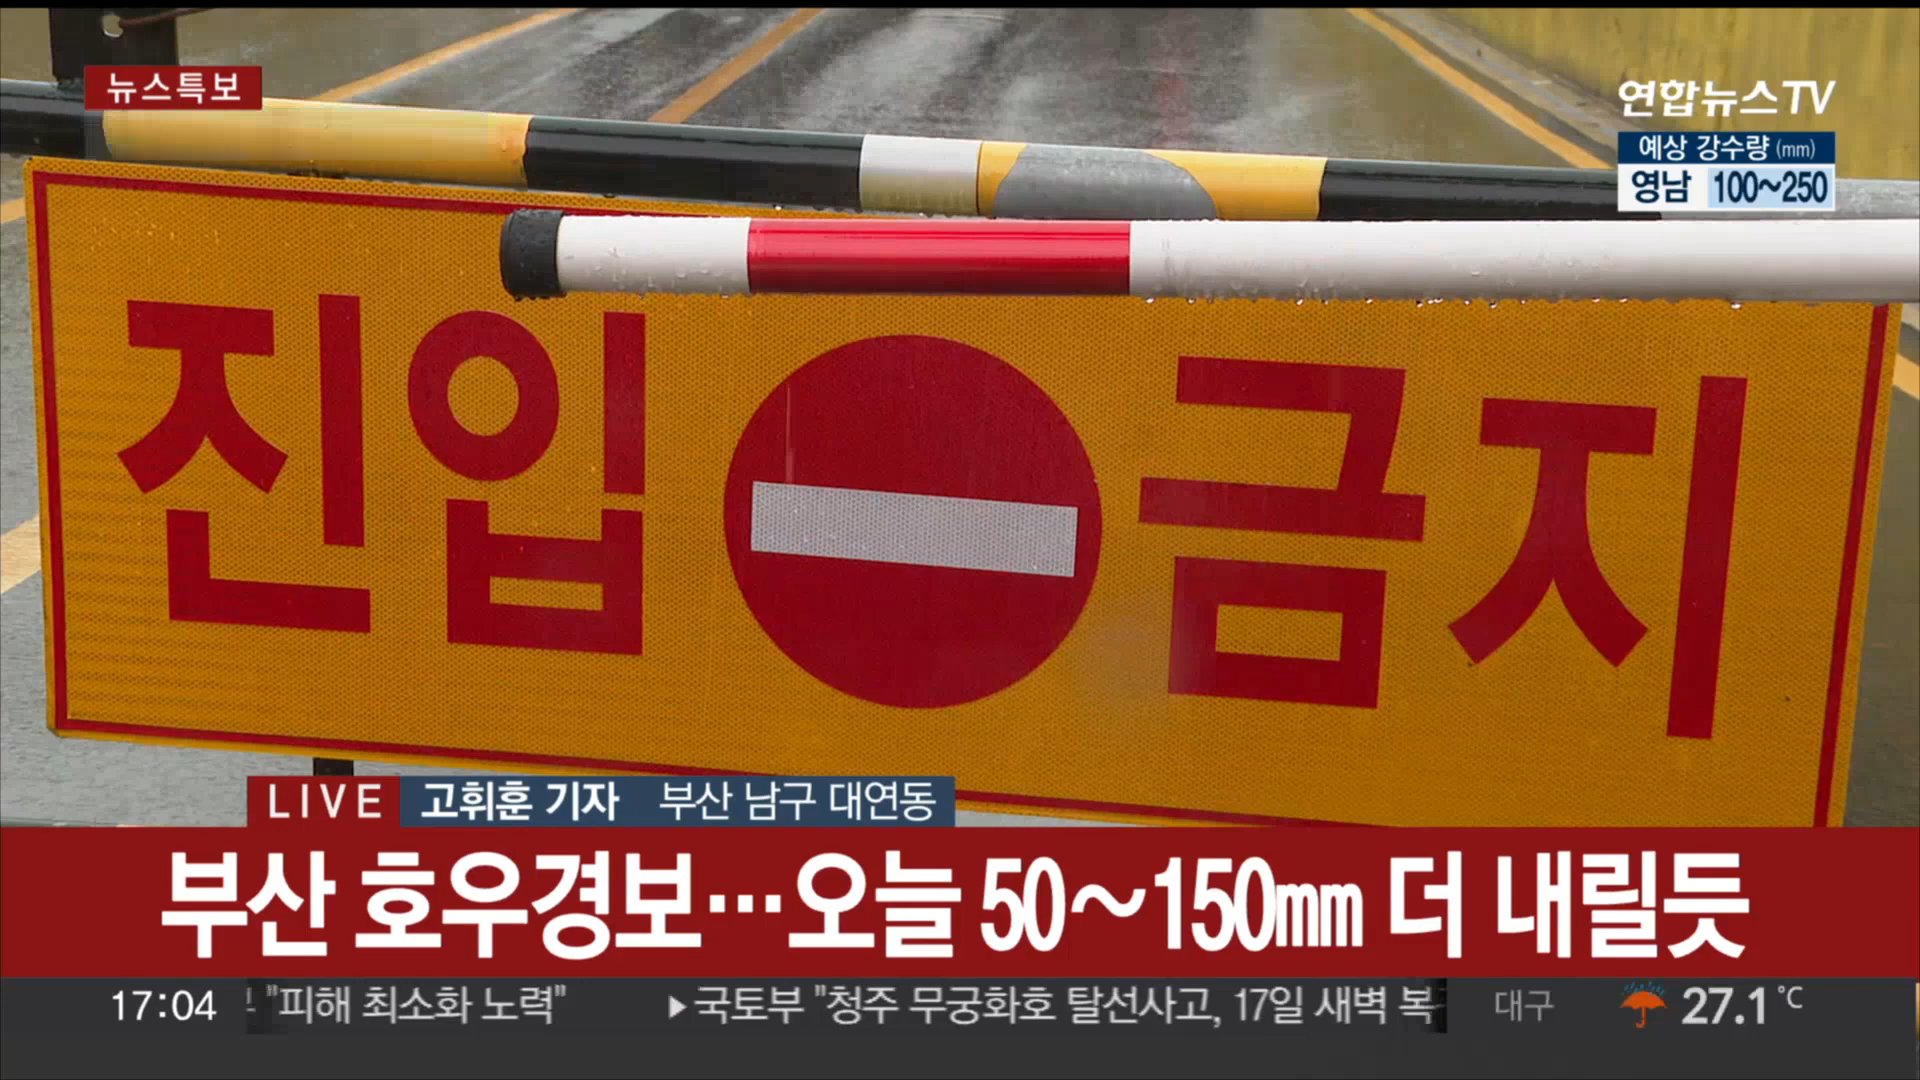 뉴스특보
연합뉴스TV
예상 강수량 (mm)
영남 100~250
진입 금지
LIVE 고휘훈 기자 부산 남구 대연동
부산 호우경보…오늘 50~150mm 더 내릴듯
17:04 "피해 최소화 노력" ▶국토부 "청주 무궁화호 탈선사고, 17일 새벽 복 대구 27.1℃